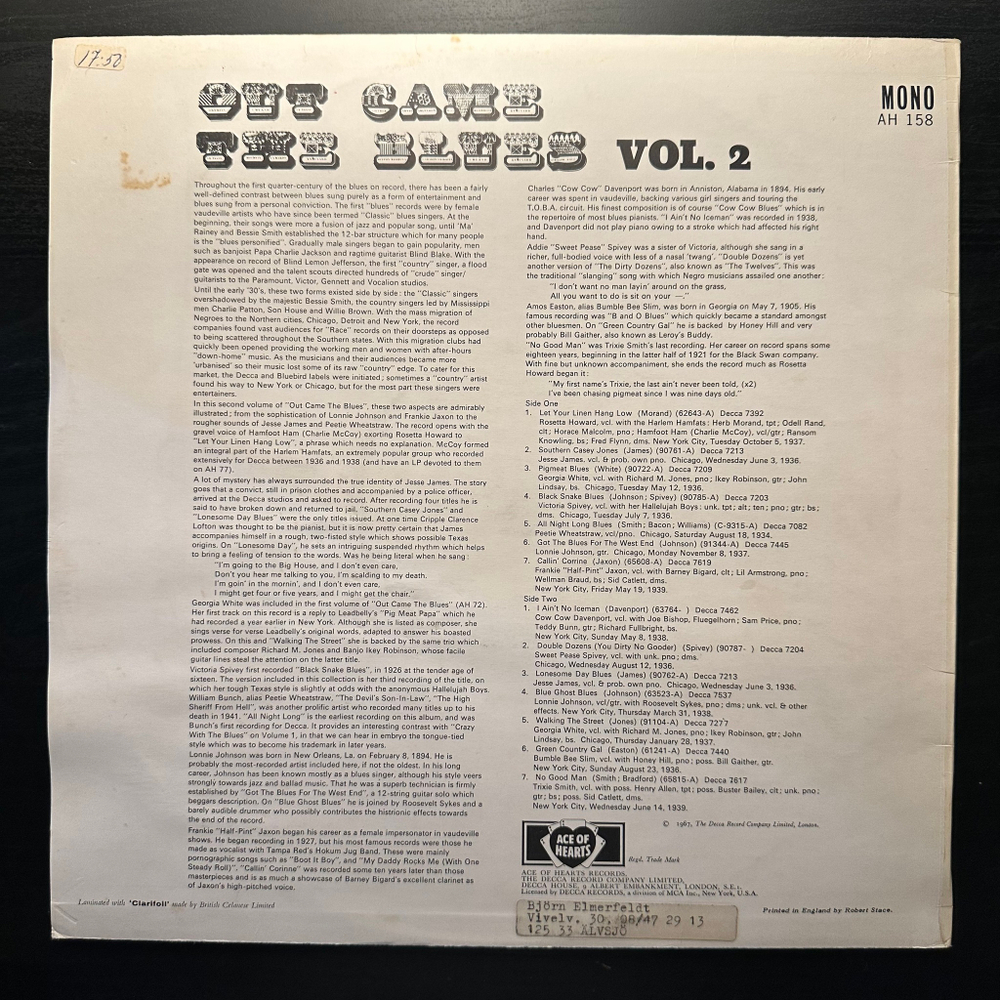 17:50
OUT CAME
THE BLUES VOL. 2
MONO
AH 158
Throughout the first quarter-century of the blues on record, there has been a fairly
well-defined contrast between blues sung purely as a form of entertainment and
blues sung from a personal conviction. The first "blues" records were by female
vaudeville artists who have since been termed "Classic" blues singers. At the
beginning, their songs were more a fusion of jazz and popular song, until 'Ma'
Rainey and Bessie Smith established the 12-bar structure which for many people
is the "blues personified". Gradually male singers began to gain popularity, men
such as banjoist Papa Charlie Jackson and ragtime guitarist Blind Blake. With the
appearance on record of Blind Lemon Jefferson, the first "country" singer, a flood
gate was opened and the talent scouts directed hundreds of "crude" singer/
guitarists to the Paramount, Victor, Gennett and Vocalion studios.
Until the early '30's, these two forms existed side by side: the "Classic" singers
overshadowed by the majestic Bessie Smith, the country singers led by Mississippi
men Charlie Patton, Son House and Willie Brown. With the mass migration of
Negroes to the Northern cities, Chicago, Detroit and New York, the record
companies found vast audiences for "Race" records on their doorsteps as opposed
to being scattered throughout the Southern states. With this migration clubs had
quickly been opened providing the working men and women with after-hours
"down-home" music. As the musicians and their audiences became more
'urbanised' so their music lost some of its raw "country" edge. To cater for this
market, the Decca and Bluebird labels were initiated; sometimes a "country" artist
found his way to New York or Chicago, but for the most part these singers were
entertainers.
In this second volume of "Out Came The Blues", these two aspects are admirably
illustrated; from the sophistication of Lonnie Johnson and Frankie Jaxon to the
rougher sounds of Jesse James and Peetie Wheatstraw. The record opens with the
gravel voice of Hamfoot Ham (Charlie McCoy) exorting Rosetta Howard to
"Let Your Linen Hang Low", a phrase which needs no explanation. McCoy formed
an integral part of the Harlem Hamfats, an extremely popular group who recorded
extensively for Decca between 1936 and 1938 (and have an LP devoted to them
on AH 77).
A lot of mystery has always surrounded the true identity of Jesse James. The story
goes that a convict, still in prison clothes and accompanied by a police officer,
arrived at the Decca studios and asked to record. After recording four titles he is
said to have broken down and returned to jail. "Southern Casey Jones" and
"Lonesome Day Blues" were the only titles issued. At one time Cripple Clarence
Lofton was thought to be the pianist, but it is now pretty certain that James
accompanies himself in a rough, two-fisted style which shows possible Texas
origins. On "Lonesome Day", he sets an intriguing suspended rhythm which helps
to bring a feeling of tension to the words. Was he being literal when he sang:
"I'm going to the Big House, and I don't even care,
Don't you hear me talking to you, I'm scalding to my death.
I'm goin' in the mornin', and I don't even care,
I might get four or five years, and I might get the chair."
Georgia White was included in the first volume of "Out Came The Blues" (AH 72).
Her first track on this record is a reply to Leadbelly's "Pig Meat Papa" which he
had recorded a year earlier in New York. Although she is listed as composer, she
sings verse for verse Leadbelly's original words, adapted to answer his boasted
prowess. On this and "Walking The Street" she is backed by the same trio which
included composer Richard M. Jones and Banjo Ikey Robinson, whose facile
guitar lines steal the attention on the latter title.
Victoria Spivey first recorded "Black Snake Blues", in 1926 at the tender age of
sixteen. The version included in this collection is her third recording of the title, on
which her tough Texas style is slightly at odds with the anonymous Hallelujah Boys.
William Bunch, alias Peetie Wheatstraw, "The Devil's Son-In-Law", "The High
Sheriff From Hell", was another prolific artist who recorded many titles up to his
death in 1941. "All Night Long" is the earliest recording on this album, and was
Bunch's first recording for Decca. It provides an interesting contrast with "Crazy
With The Blues" on Volume 1, in that we can hear in embryo the tongue-tied
style which was to become his trademark in later years.
Lonnie Johnson was born in New Orleans, La. on February 8, 1894. He is
probably the most-recorded artist included here, if not the oldest. In his long
career, Johnson has been known mostly as a blues singer, although his style veers
strongly towards jazz and ballad music. That he was a superb technician is firmly
established by "Got The Blues For The West End", a 12-string guitar solo which
beggars description. On "Blue Ghost Blues" he is joined by Roosevelt Sykes and a
barely audible drummer who possibly contributes the histrionic effects towards
the end of the record.
Frankie "Half-Pint" Jaxon began his career as a female impersonator in vaudeville
shows. He began recording in 1927, but his most famous records were those he
made as vocalist with Tampa Red's Hokum Jug Band. These were mainly
pornographic songs such as "Boot It Boy", and "My Daddy Rocks Me (With One
Steady Roll)". "Callin' Corinne" was recorded some ten years later than those
masterpieces and is as much a showcase of Barney Bigard's excellent clarinet as
of Jaxon's high-pitched voice.
Laminated with 'Clarifoil' made by British Celanese Limited
Charles "Cow Cow" Davenport was born in Anniston, Alabama in 1894. His early
career was spent in vaudeville, backing various girl singers and touring the
T.O.B.A. circuit. His finest composition is of course "Cow Cow Blues" which is in
the repertoire of most blues pianists. "I Ain't No Iceman" was recorded in 1938,
and Davenport did not play piano owing to a stroke which had affected his right
hand.
Addie "Sweet Pease" Spivey was a sister of Victoria, although she sang in a
richer, full-bodied voice with less of a nasal 'twang'. "Double Dozens" is yet
another version of "The Dirty Dozens", also known as "The Twelves". This was
the traditional "slanging" song with which Negro musicians assailed one another:
"I don't want no man layin' around on the grass,
All you want to do is sit on your —."
Amos Easton, alias Bumble Bee Slim, was born in Georgia on May 7, 1905. His
famous recording was "B and O Blues" which quickly became a standard amongst
other bluesmen. On "Green Country Gal" he is backed by Honey Hill and very
probably Bill Gaither, also known as Leroy's Buddy.
"No Good Man" was Trixie Smith's last recording. Her career on record spans some
eighteen years, beginning in the latter half of 1921 for the Black Swan company.
With fine but unknown accompaniment, she ends the record much as Rosetta
Howard began it:
"My first name's Trixie, the last ain't never been told, (x2)
I've been chasing pigmeat since I was nine days old."
Side One
1. Let Your Linen Hang Low (Morand) (62643-A) Decca 7392
Rosetta Howard, vcl. with the Harlem Hamfats: Herb Morand, tpt; Odell Rand,
clt; Horace Malcolm, pno; Hamfoot Ham (Charlie McCoy), vcl/gtr; Ransom
Knowling, bs; Fred Flynn, dms. New York City, Tuesday October 5, 1937.
2. Southern Casey Jones (James) (90761-A) Decca 7213
Jesse James, vcl. & prob. own pno. Chicago, Wednesday June 3, 1936.
3. Pigmeat Blues (White) (90722-A) Decca 7209
Georgia White, vcl. with Richard M. Jones, pno; Ikey Robinson, gtr; John
Lindsay, bs. Chicago, Tuesday May 12, 1936.
4. Black Snake Blues (Johnson; Spivey) (90785-A) Decca 7203
Victoria Spivey, vcl. with her Hallelujah Boys: unk. tpt; alt; ten; pno; gtr; bs;
dms. Chicago, Tuesday July 7, 1936.
5. All Night Long Blues (Smith; Bacon; Williams) (C-9315-A) Decca 7082
Peetie Wheatstraw, vcl/pno. Chicago, Saturday August 18, 1934.
6. Got The Blues For The West End (Johnson) (91344-A) Decca 7445
Lonnie Johnson, gtr. Chicago, Monday November 8, 1937.
7. Callin' Corrine (Jaxon) (65608-A) Decca 7619
Frankie "Half-Pint" Jaxon, vcl. with Barney Bigard, clt; Lil Armstrong, pno;
Wellman Braud, bs; Sid Catlett, dms.
New York City, Friday May 19, 1939.
Side Two
1. I Ain't No Iceman (Davenport) (63764- ) Decca 7462
Cow Cow Davenport, vcl. with Joe Bishop, Fluegelhorn; Sam Price, pno;
Teddy Bunn, gtr; Richard Fullbright, bs.
New York City, Sunday May 8, 1938.
2. Double Dozens (You Dirty No Gooder) (Spivey) (90787- ) Decca 7204
Sweet Pease Spivey, vcl. with unk. pno; dms.
Chicago, Wednesday August 12, 1936.
3. Lonesome Day Blues (James) (90762-A) Decca 7213
Jesse James, vcl. & prob. own pno. Chicago, Wednesday June 3, 1936.
4. Blue Ghost Blues (Johnson) (63523-A) Decca 7537
Lonnie Johnson, vcl/gtr. with Roosevelt Sykes, pno; dms; unk. vcl. & other
effects. New York City, Thursday March 31, 1938.
5. Walking The Street (Jones) (91104-A) Decca 7277
Georgia White, vcl. with Richard M. Jones, pno; Ikey Robinson, gtr; John
Lindsay, bs. Chicago, Thursday January 28, 1937.
6. Green Country Gal (Easton) (61241-A) Decca 7440
Bumble Bee Slim, vcl. with Honey Hill, pno; poss. Bill Gaither, gtr.
New York City, Sunday August 23, 1936.
7. No Good Man (Smith; Bradford) (65815-A) Decca 7617
Trixie Smith, vcl. with poss. Henry Allen, tpt; poss. Buster Bailey, clt; unk. pno;
gtr; bs; poss. Sid Catlett, dms.
New York City, Wednesday June 14, 1939.
ACE OF
HEARTS
Regd. Trade Mark
© 1967, The Decca Record Company Limited, London.
ACE OF HEARTS RECORDS,
THE DECCA RECORD COMPANY LIMITED,
DECCA HOUSE, 9 ALBERT EMBANKMENT, LONDON, S.E.1.
Licensed by DECCA RECORDS, a division of MCA Inc., New York, U.S.A.
Björn Elmerfeldt
Vivelv. 30. 08/47 29 13
125 33 ÄLVSJÖ
Printed in England by Robert Stace.